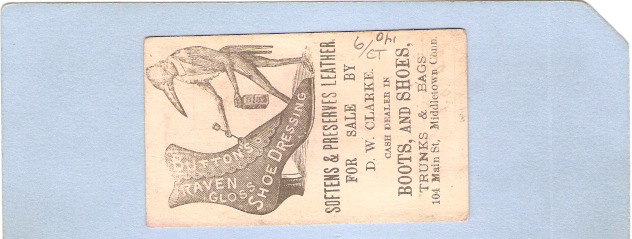 BUTTON'S
RAVEN
GLOSS
SHOE DRESSING
SOFTENS & PRESERVES LEATHER.
FOR SALE BY
D. W. CLARKE.
CASH DEALER IN
BOOTS, AND SHOES,
TRUNKS & BAGS
104 Main St, Middletown Conn.